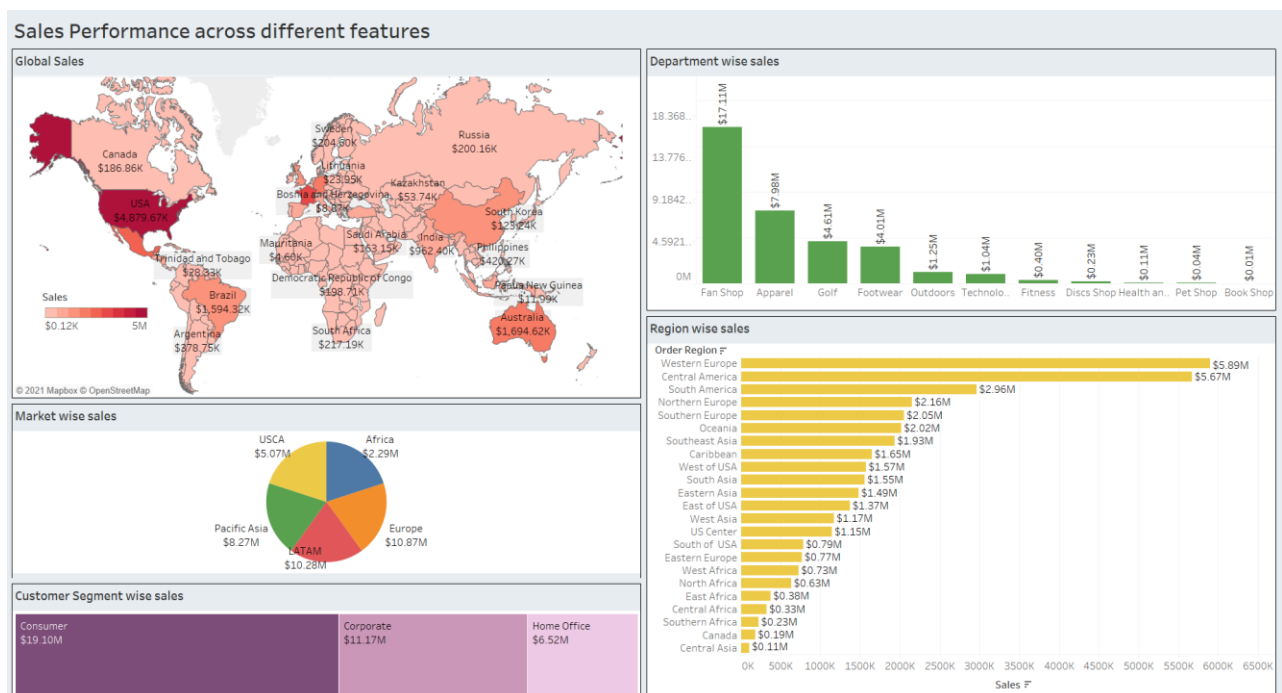 Sales Performance across different features
Global Sales
Canada
$186.86K
USA
$4,879.67K
Trinidad and Tobago
$28.33K
Brazil
$1,594.32K
Argentina
$378.75K
Sweden
$204.60K
Lithuania
$23.95K
Bosnia and Herzegovina
Russia
$200.16K
Kazakhstan
$53.74K
South Korea
Mauritania
Saudi Arabia
$163.15K
India
$962.40K
Philippines
$420.27K
Democratic Republic of Congo
$198.71K
Papua New Guinea
$11.99K
South Africa
$217.19K
Australia
$1,694.62K
Sales
$0.12K 5M
© 2021 Mapbox © OpenStreetMap
Market wise sales
USCA
$5.07M
Africa
$2.29M
Pacific Asia
$8.27M
Europe
$10.87M
LATAM
$10.28M
Customer Segment wise sales
Consumer
$19.10M
Corporate
$11.17M
Home Office
$6.52M
Department wise sales
18.368..
13.776..
9.1842..
4.5921..
0M
$17.11M
$7.98M
$4.61M
$4.01M
$1.25M
$1.04M
$0.40M
$0.23M
$0.11M
$0.04M
$0.01M
Fan Shop Apparel Golf Footwear Outdoors Technolo.. Fitness Discs Shop Health an.. Pet Shop Book Shop
Region wise sales
Order Region
Western Europe $5.89M
Central America $5.67M
South America $2.96M
Northern Europe $2.16M
Southern Europe $2.05M
Oceania $2.02M
Southeast Asia $1.93M
Caribbean $1.65M
West of USA $1.57M
South Asia $1.55M
Eastern Asia $1.49M
East of USA $1.37M
West Asia $1.17M
US Center $1.15M
South of USA $0.79M
Eastern Europe $0.77M
West Africa $0.73M
North Africa $0.63M
East Africa $0.38M
Central Africa $0.33M
Southern Africa $0.23M
Canada $0.19M
Central Asia $0.11M
0K 500K 1000K 1500K 2000K 2500K 3000K 3500K 4000K 4500K 5000K 5500K 6000K 6500K
Sales